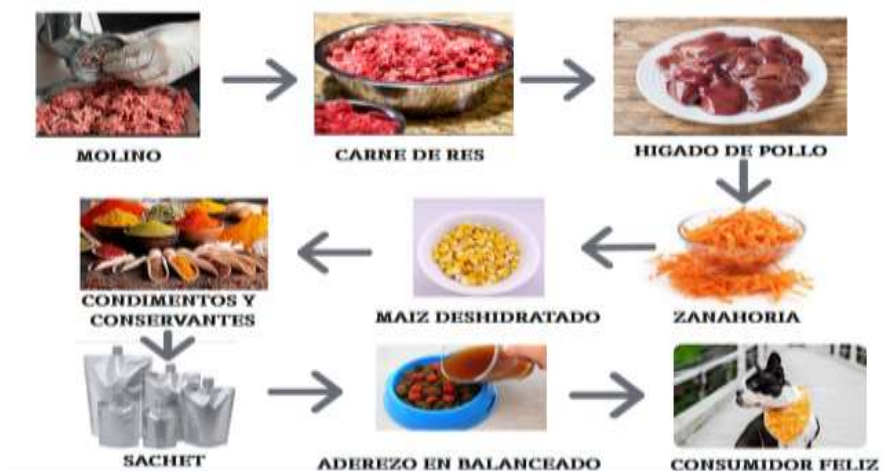 MOLINO
CARNE DE RES
HIGADO DE POLLO
ZANAHORIA
MAIZ DESHIDRATADO
CONDIMENTOS Y
CONSERVANTES
SACHET
ADEREZO EN BALANCEADO
CONSUMIDOR FELIZ